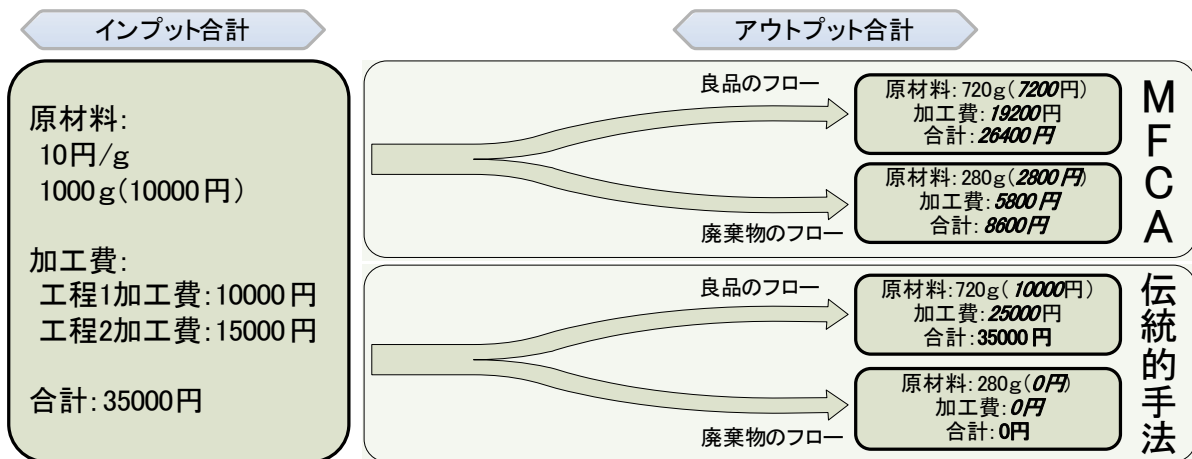 インプット合計
アウトプット合計
原材料:
10円/g
1000g(10000円)
加工費:
工程1加工費:10000円
工程2加工費:15000円
合計:35000円
良品のフロー
原材料:720g(7200円)
加工費:19200円
合計:26400円
廃棄物のフロー
原材料:280g(2800円)
加工費:5800円
合計:8600円
MFCA
良品のフロー
原材料:720g(10000円)
加工費:25000円
合計:35000円
廃棄物のフロー
原材料:280g(0円)
加工費:0円
合計:0円
伝統的手法